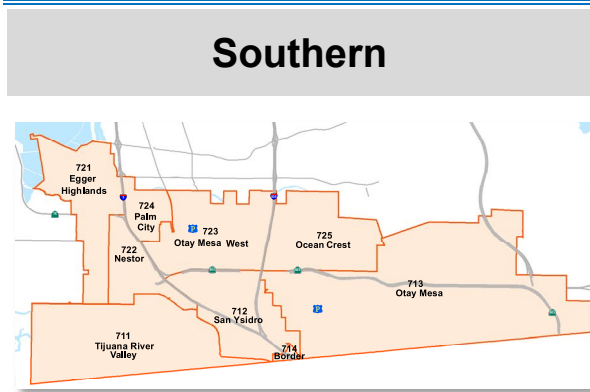 Southern
721
Egger
Highlands
724
Palm
City
723
Otay Mesa West
725
Ocean Crest
722
Nestor
713
Otay Mesa
712
San Ysidro
711
Tijuana River
Valley
714
Border
P
P